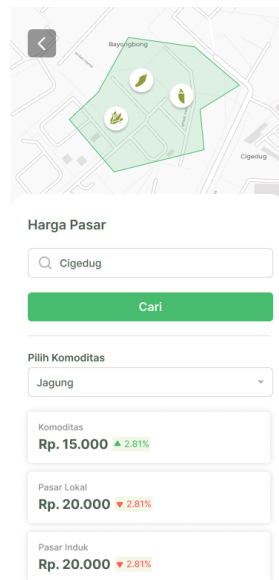 Bayongbong
Cigedug
Harga Pasar
Cigedug
Cari
Pilih Komoditas
Jagung
Komoditas
Rp. 15.000 ▲ 2.81%
Pasar Lokal
Rp. 20.000 ▼ 2.81%
Pasar Induk
Rp. 20.000 ▼ 2.81%